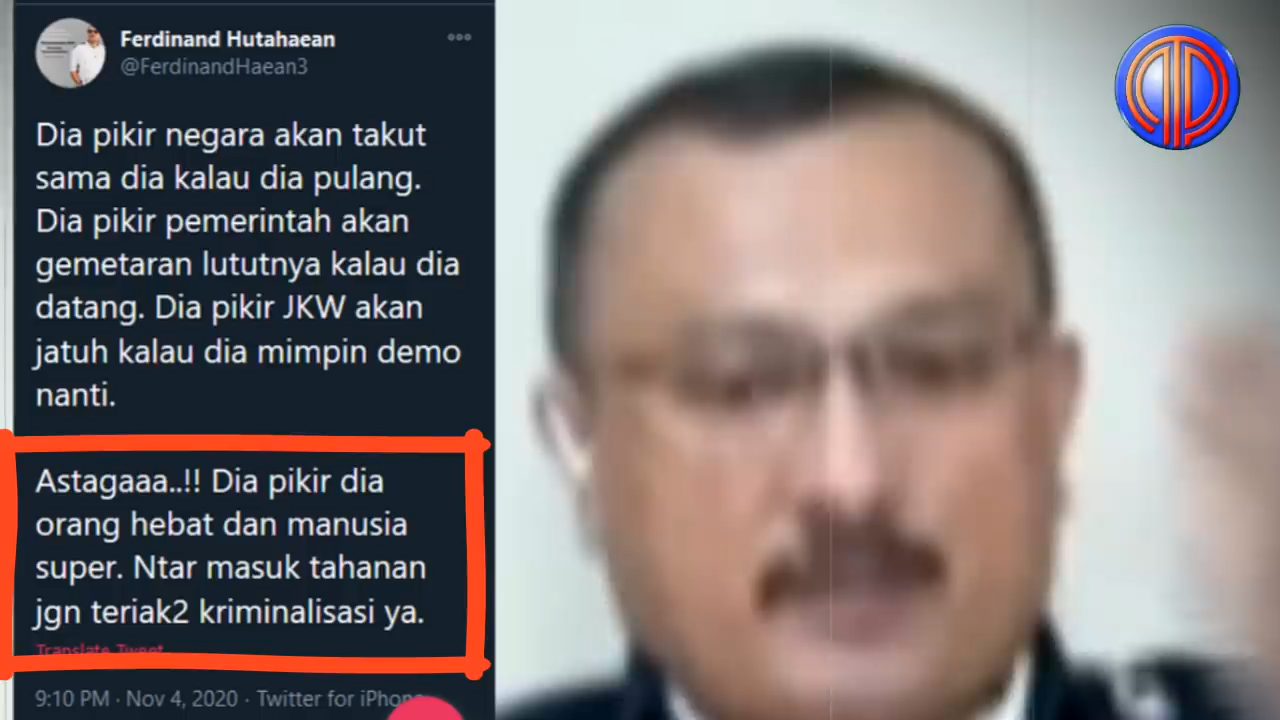 Ferdinand Hutahaean
@FerdinandHaean3
Dia pikir negara akan takut
sama dia kalau dia pulang.
Dia pikir pemerintah akan
gemetaran lututnya kalau dia
datang. Dia pikir JKW akan
jatuh kalau dia mimpin demo
nanti.
Astagaaa..!! Dia pikir dia
orang hebat dan manusia
super. Ntar masuk tahanan
jgn teriak2 kriminalisasi ya.
Translate Tweet
9:10 PM · Nov 4, 2020 · Twitter for iPhone